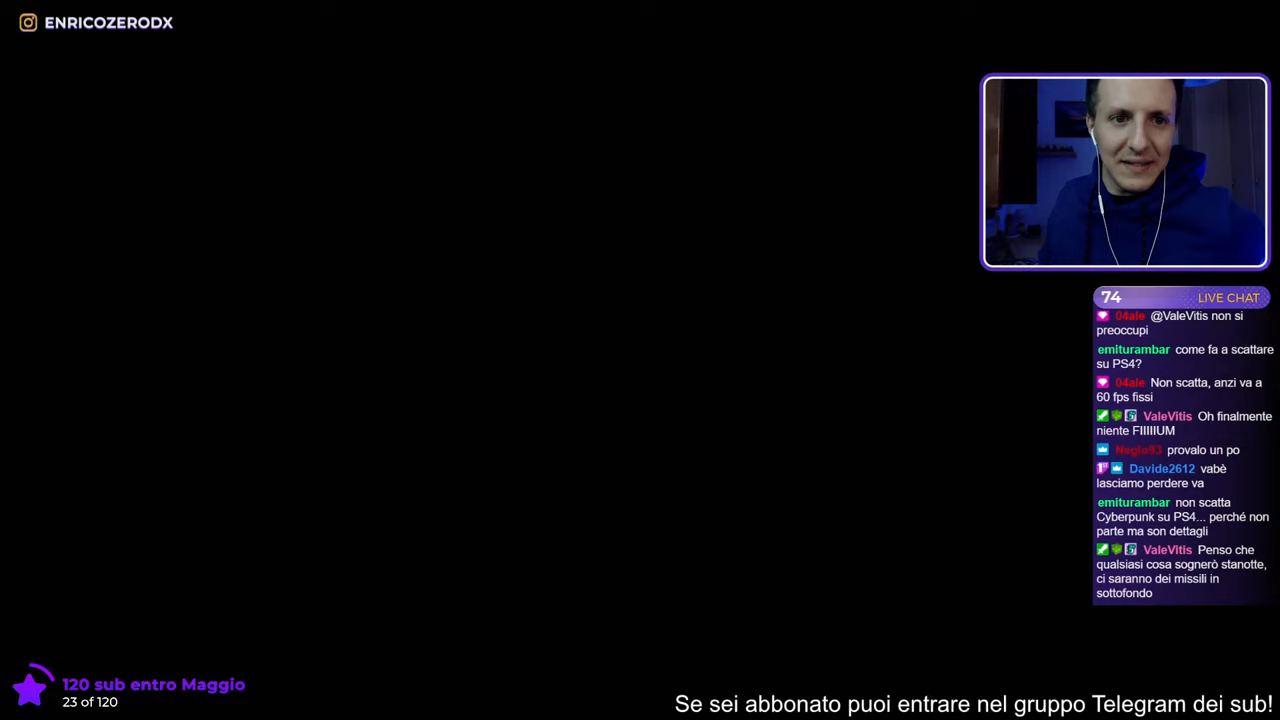 ENRICOZERODX
74 LIVE CHAT
04ale @ValeVitis non si
preoccupi
emiturambar come fa a scattare
su PS4?
04ale Non scatta, anzi va a
60 fps fissi
ValeVitis Oh finalmente
niente FIIIIIUM
Neglo93 provalo un po
Davide2612 vabè
lasciamo perdere va
emiturambar non scatta
Cyberpunk su PS4... perché non
parte ma son dettagli
ValeVitis Penso che
qualsiasi cosa sognerò stanotte,
ci saranno dei missili in
sottofondo
120 sub entro Maggio
23 of 120
Se sei abbonato puoi entrare nel gruppo Telegram dei sub!